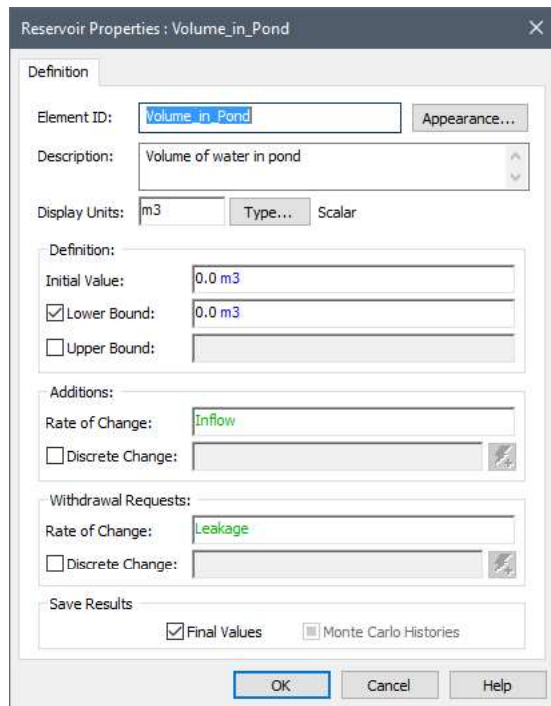 Reservoir Properties : Volume_in_Pond
Definition
Element ID: Volume_in_Pond Appearance...
Description: Volume of water in pond
Display Units: m3 Type... Scalar
Definition:
Initial Value: 0.0 m3
Lower Bound: 0.0 m3
Upper Bound:
Additions:
Rate of Change: Inflow
Discrete Change:
Withdrawal Requests:
Rate of Change: Leakage
Discrete Change:
Save Results
Final Values Monte Carlo Histories
OK Cancel Help